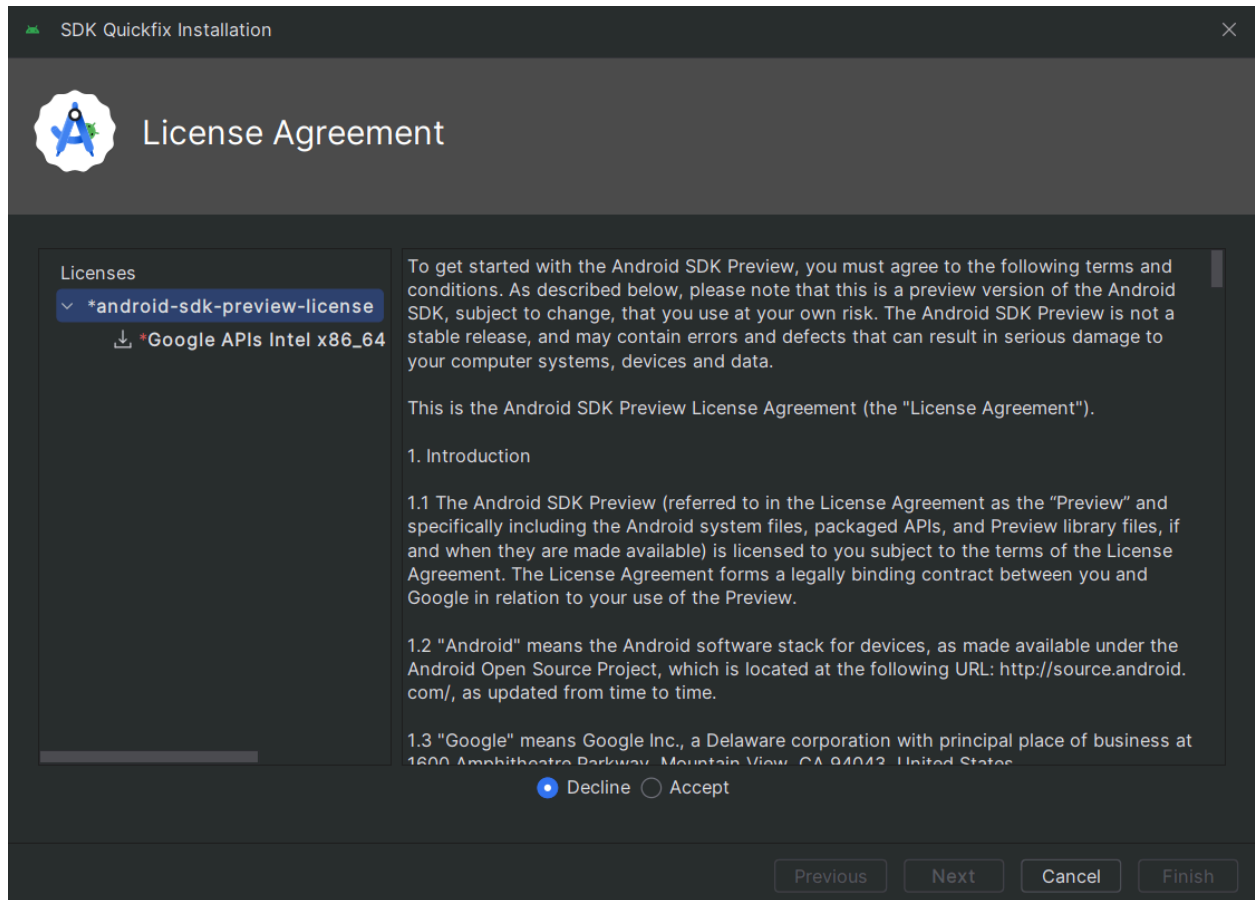 SDK Quickfix Installation
License Agreement
Licenses
*android-sdk-preview-license
*Google APIs Intel x86_64
To get started with the Android SDK Preview, you must agree to the following terms and
conditions. As described below, please note that this is a preview version of the Android
SDK, subject to change, that you use at your own risk. The Android SDK Preview is not a
stable release, and may contain errors and defects that can result in serious damage to
your computer systems, devices and data.
This is the Android SDK Preview License Agreement (the "License Agreement").
1. Introduction
1.1 The Android SDK Preview (referred to in the License Agreement as the “Preview” and
specifically including the Android system files, packaged APIs, and Preview library files, if
and when they are made available) is licensed to you subject to the terms of the License
Agreement. The License Agreement forms a legally binding contract between you and
Google in relation to your use of the Preview.
1.2 "Android" means the Android software stack for devices, as made available under the
Android Open Source Project, which is located at the following URL: http://source.android.
com/, as updated from time to time.
1.3 "Google" means Google Inc., a Delaware corporation with principal place of business at
1600 Amphitheatre Parkway, Mountain View, CA 94043, United States
Decline
Accept
Previous
Next
Cancel
Finish